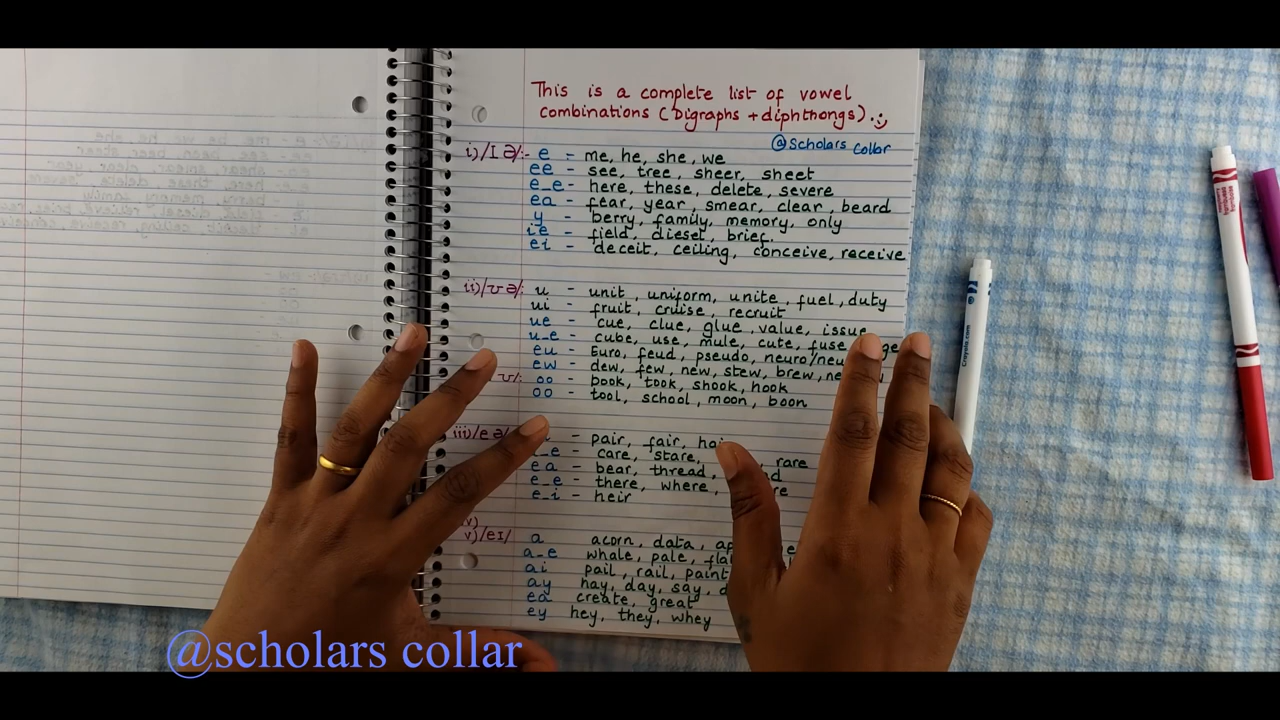 This is a complete list of vowel
combinations (Digraphs + diphthongs).
@Scholars Collar
i) /I ə/:- e - me, he, she, we
ee - see, tree, sheer, sheet
e_e - here, these, delete, severe
ea - fear, year, smear, clear, beard
y - berry, family, memory, only
ie - field, diesel, brief.
ei - deceit, ceiling, conceive, receive
ii) /ʊ ə/: u - unit, uniform, unite, fuel, duty
ui - fruit, cruise, recruit
ue - cue, clue, glue, value, issue
u_e - cube, use, mule, cute, fuse
eu - Euro, feud, pseudo, neuro/
ew - dew, few, new, stew, brew,
ʊ/: oo - book, took, shook, hook
oo - tool, school, moon, boon
iii) /e ə/: - pair, fair,
- care, stare, rare
ea - bear, thread,
e_e - there, where,
e_i - heir
iv)
v) /eI/ a acorn, data,
a_e whale, pale,
ai pail, rail, paint
ay hay, day, say,
ea create, great
ey hey, they, whey
Crayola.com
@scholars collar